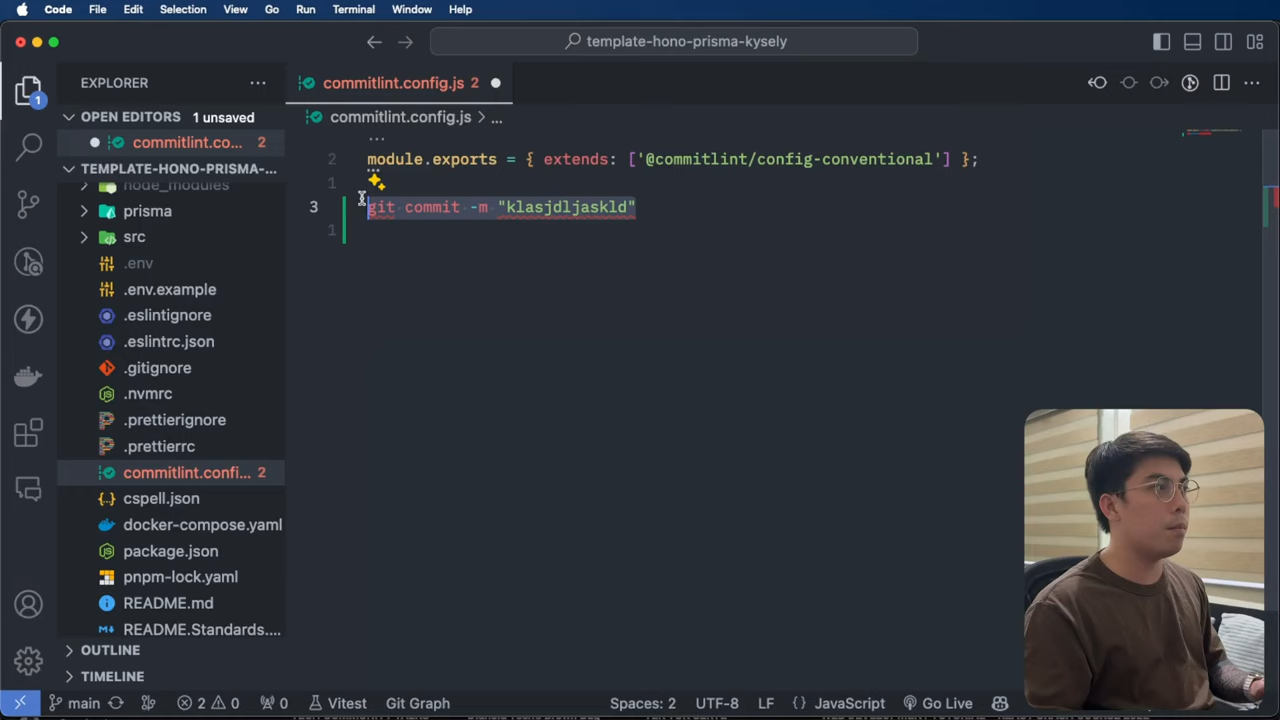 Code File Edit Selection View Go Run Terminal Window Help
template-hono-prisma-kysely
EXPLORER
commitlint.config.js 2
OPEN EDITORS 1 unsaved
commitlint.co... 2
commitlint.config.js > ...
TEMPLATE-HONO-PRISMA-...
node_modules
prisma
src
.env
.env.example
.eslintignore
.eslintrc.json
.gitignore
.nvmrc
.prettierignore
.prettierrc
commitlint.confi... 2
cspell.json
docker-compose.yaml
package.json
pnpm-lock.yaml
README.md
README.Standards....
OUTLINE
TIMELINE
1
2 module.exports = { extends: ['@commitlint/config-conventional'] };
1
3 git commit -m "klasjdljaskld"
1
main 2 0 0 Vitest Git Graph Spaces: 2 UTF-8 LF { } JavaScript Go Live